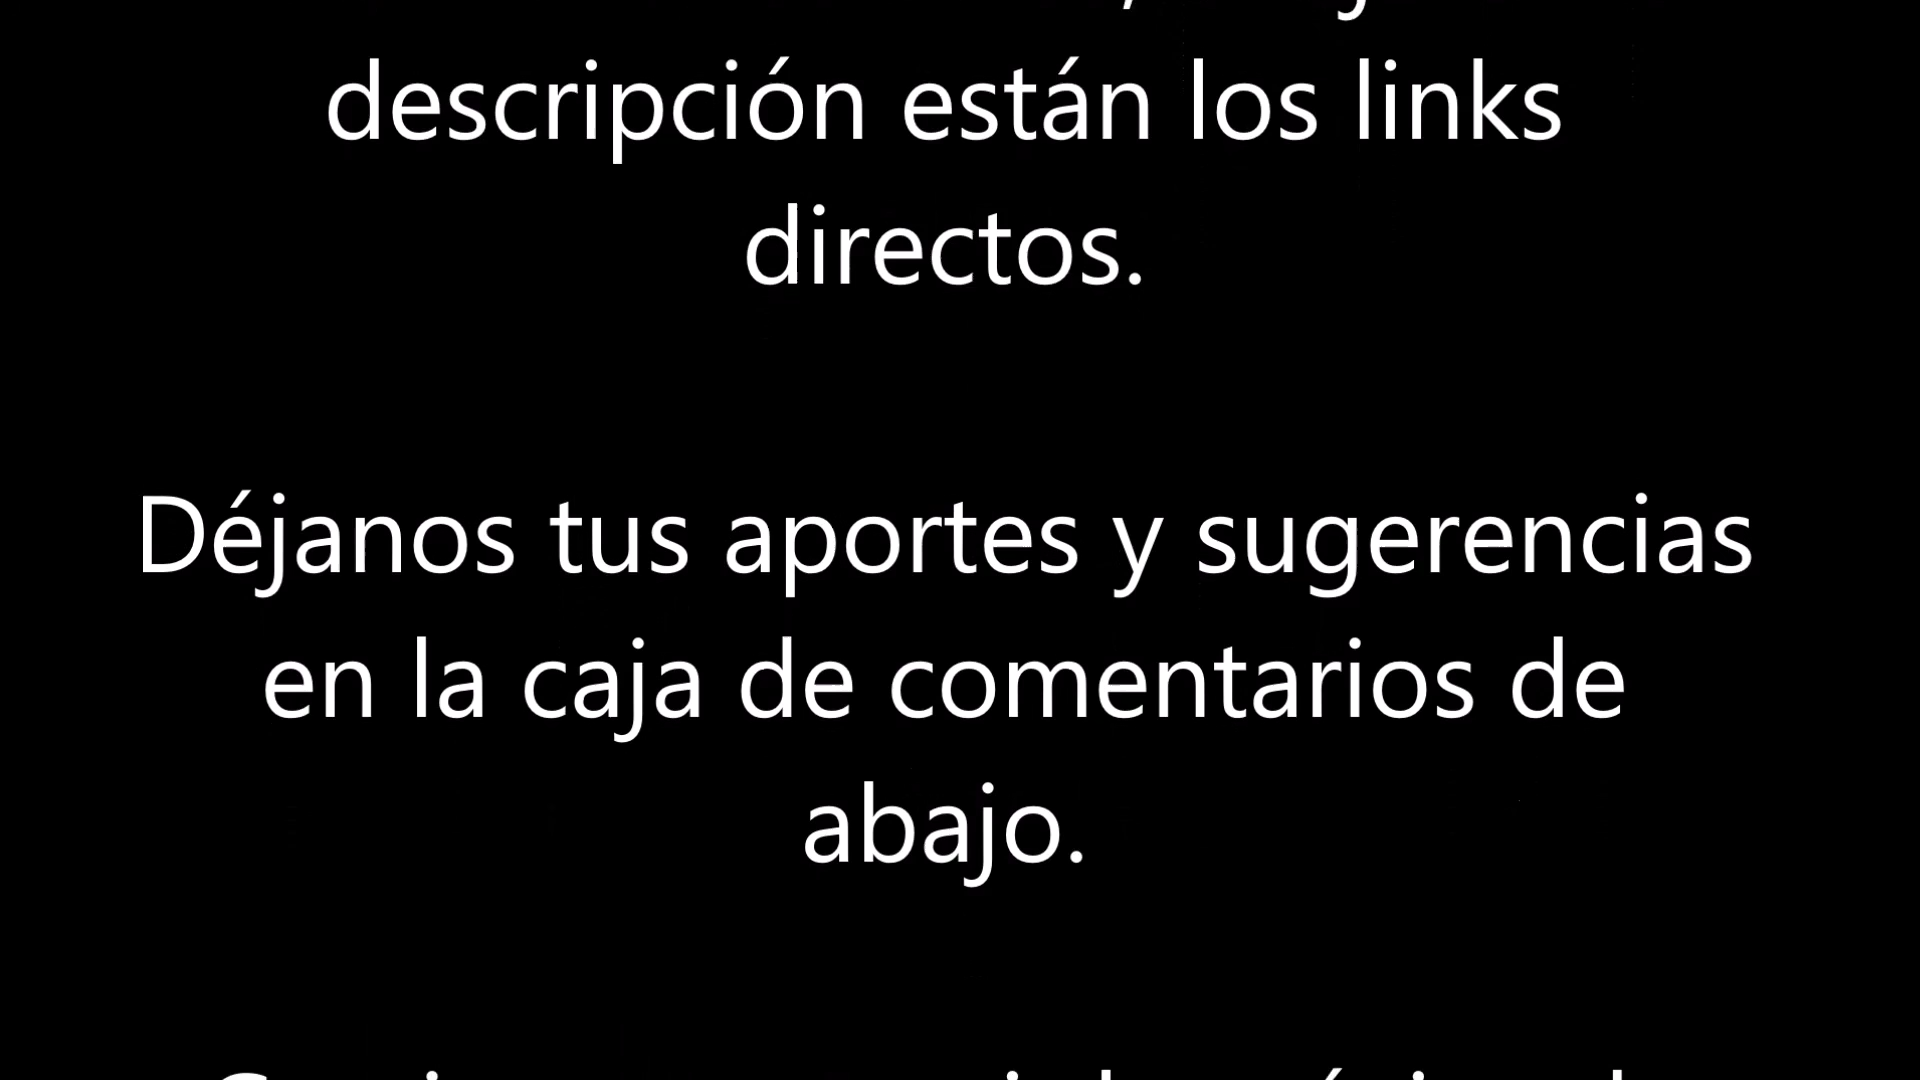 descripción están los links
directos.
Déjanos tus aportes y sugerencias
en la caja de comentarios de
abajo.